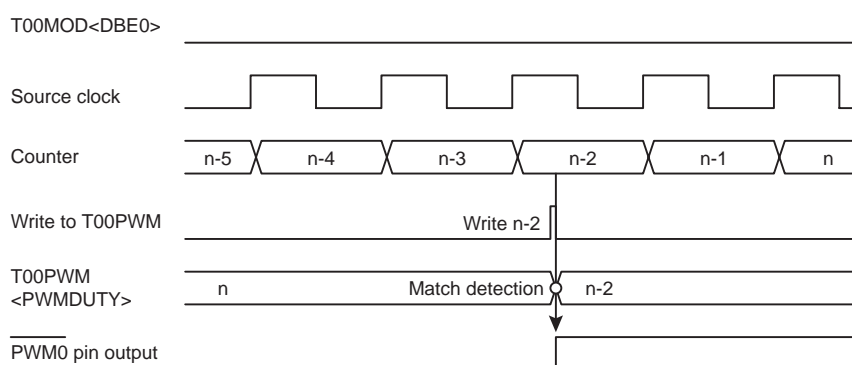 T00MOD<DBE0>
Source clock
Counter n-5 n-4 n-3 n-2 n-1 n
Write to T00PWM Write n-2
T00PWM
<PWMDUTY> n Match detection n-2
PWM0 pin output